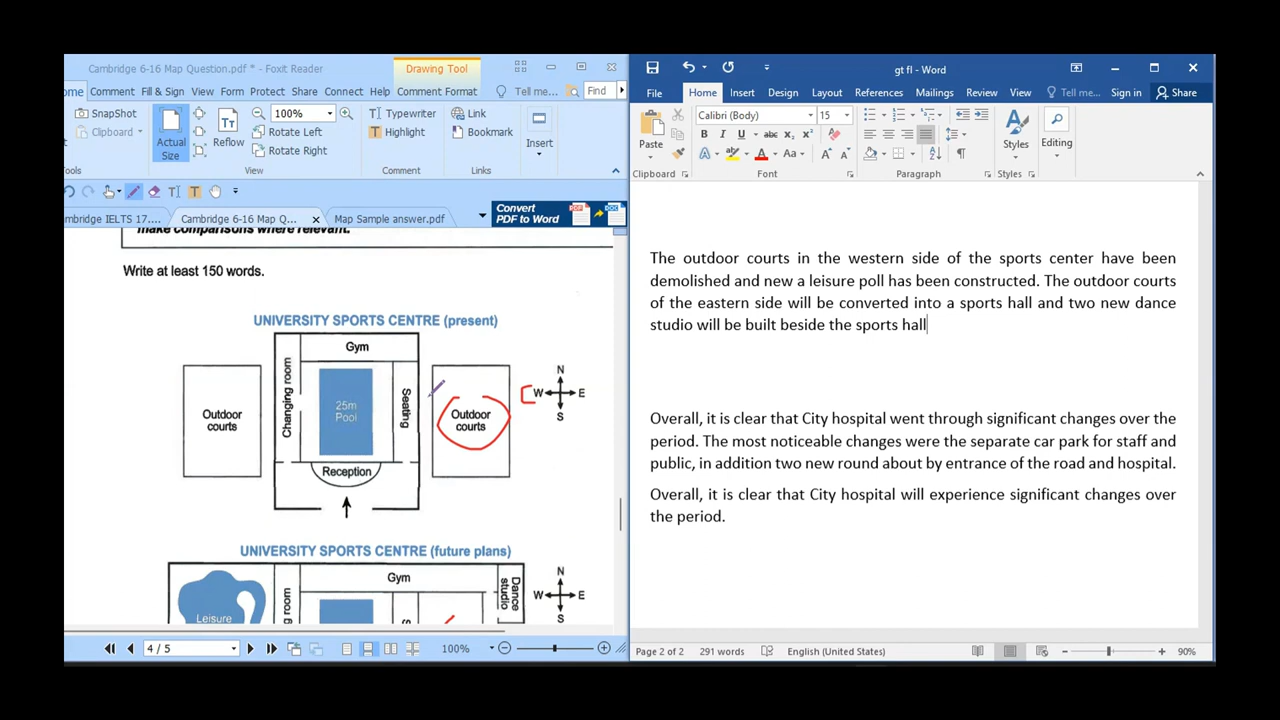 Cambridge 6-16 Map Question.pdf * - Foxit Reader
Drawing Tool
ome Comment Fill & Sign View Form Protect Share Connect Help Comment Format Tell me... Find
SnapShot
Clipboard
Tools
Actual Size
Reflow
100%
Rotate Left
Rotate Right
View
Typewriter
Highlight
Comment
Link
Bookmark
Links
Insert
ambridge IELTS 17....
Cambridge 6-16 Map Q...
Map Sample answer.pdf
Convert
PDF to Word
make comparisons where relevant.
Write at least 150 words.
UNIVERSITY SPORTS CENTRE (present)
Gym
Changing room
25m
Pool
Seating
Outdoor
courts
Outdoor
courts
Reception
N
W E
S
UNIVERSITY SPORTS CENTRE (future plans)
Gym
Leisure
g room
S
Dance
studio
N
W E
S
4 / 5
100%
gt fl - Word
File Home Insert Design Layout References Mailings Review View Tell me... Sign in Share
Paste
Clipboard
Calibri (Body) 15
B I U abc x₂ x²
A A Aa A A
Font
Paragraph
Styles
Styles
Editing
The outdoor courts in the western side of the sports center have been
demolished and new a leisure poll has been constructed. The outdoor courts
of the eastern side will be converted into a sports hall and two new dance
studio will be built beside the sports hall
Overall, it is clear that City hospital went through significant changes over the
period. The most noticeable changes were the separate car park for staff and
public, in addition two new round about by entrance of the road and hospital.
Overall, it is clear that City hospital will experience significant changes over
the period.
Page 2 of 2 291 words English (United States) 90%